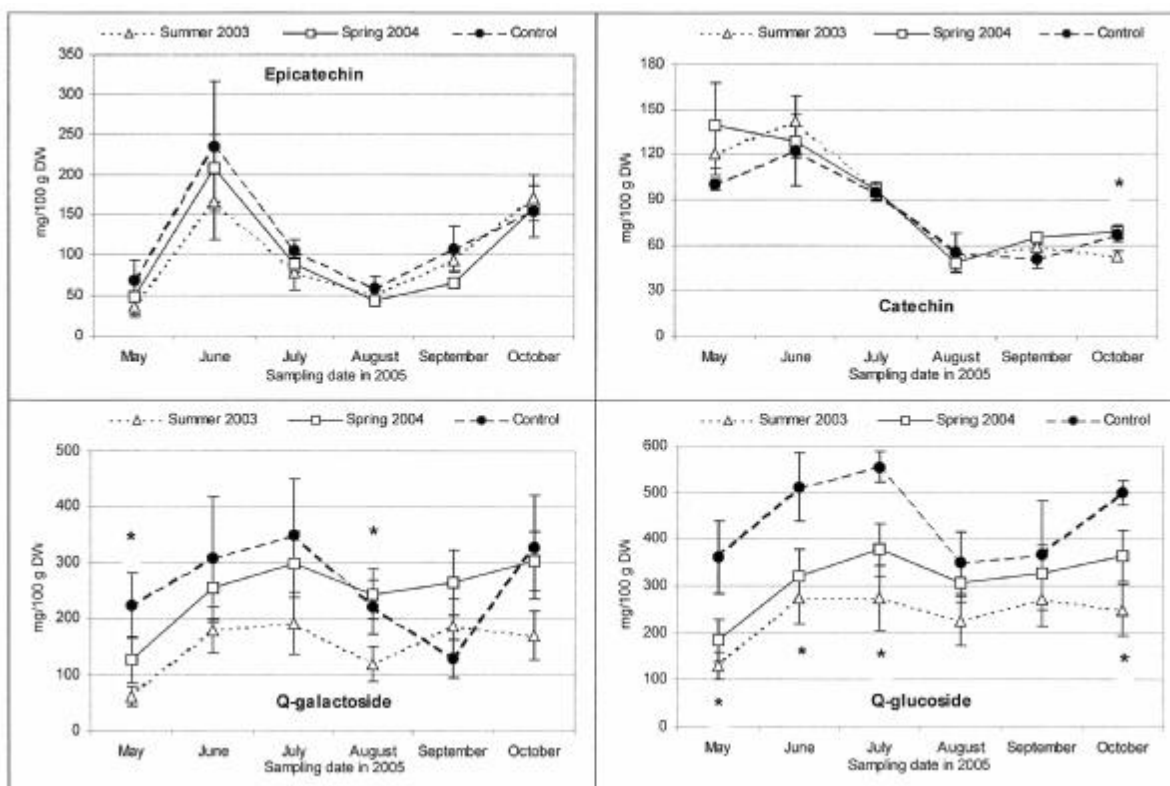 Summer 2003 Spring 2004 Control
Epicatechin
350
300
250
200
150
100
50
0
mg/100 g DW
May June July August September October
Sampling date in 2005
Summer 2003 Spring 2004 Control
180
150
120
90
60
30
0
mg/100 g DW
*
Catechin
May June July August September October
Sampling date in 2005
Summer 2003 Spring 2004 Control
500
400
300
200
100
0
mg/100 g DW
* *
Q-galactoside
May June July August September October
Sampling date in 2005
Summer 2003 Spring 2004 Control
600
500
400
300
200
100
0
mg/100 g DW
* * * *
Q-glucoside
May June July August September October
Sampling date in 2005